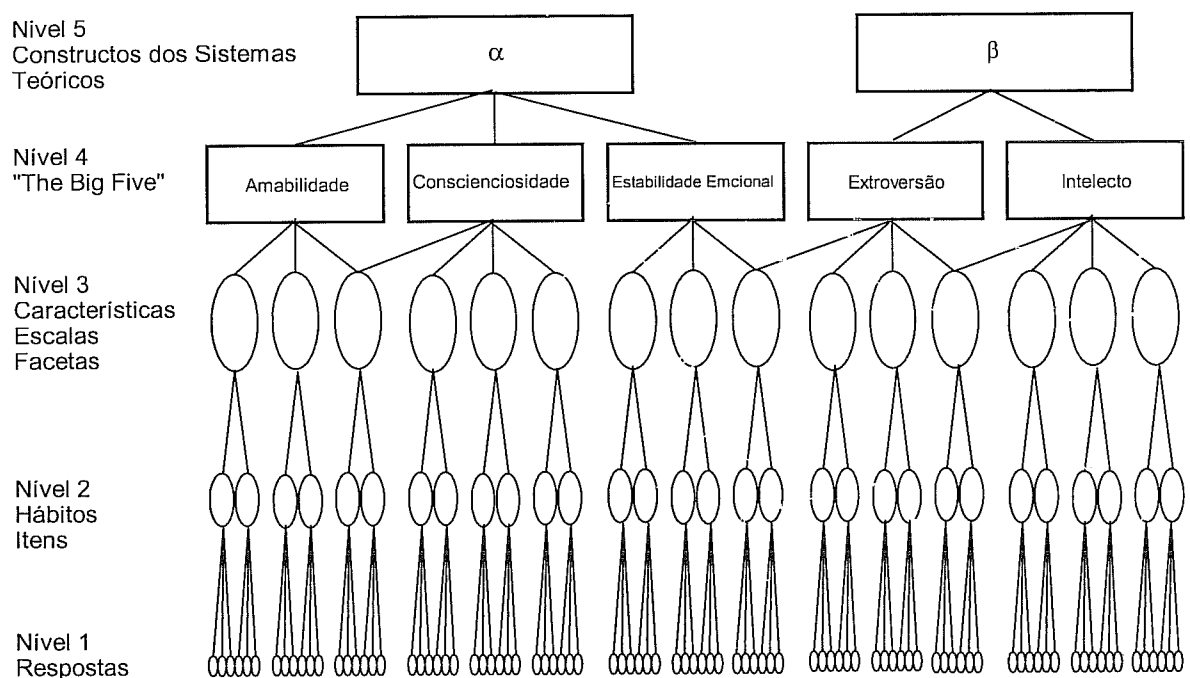 Nível 5
Constructos dos Sistemas
Teóricos
α
β
Nível 4
"The Big Five"
Amabilidade
Conscienciosidade
Estabilidade Emcional
Extroversão
Intelecto
Nível 3
Características
Escalas
Facetas
Nível 2
Hábitos
Itens
Nível 1
Respostas